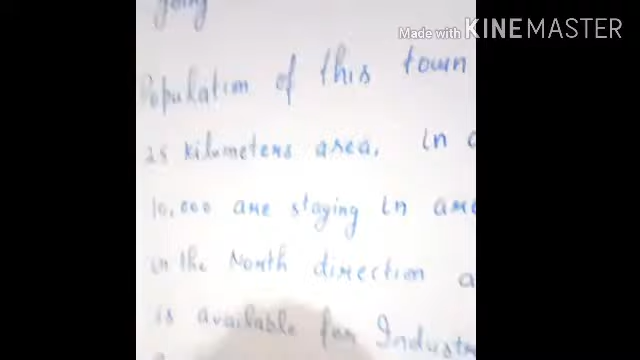 going
Made with KINEMASTER
Population of this town
25 kilometers area. in
10,000 are staying in
in the North direction
is available for